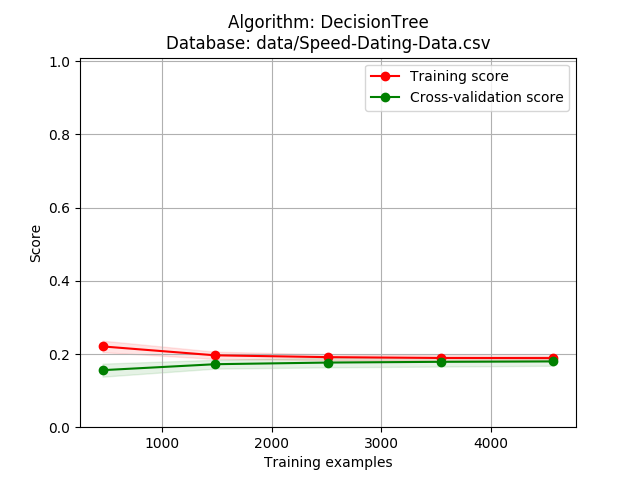 Algorithm: DecisionTree
Database: data/Speed-Dating-Data.csv
Training score
Cross-validation score
1.0
0.8
0.6
0.4
0.2
0.0
Score
1000
2000
3000
4000
Training examples